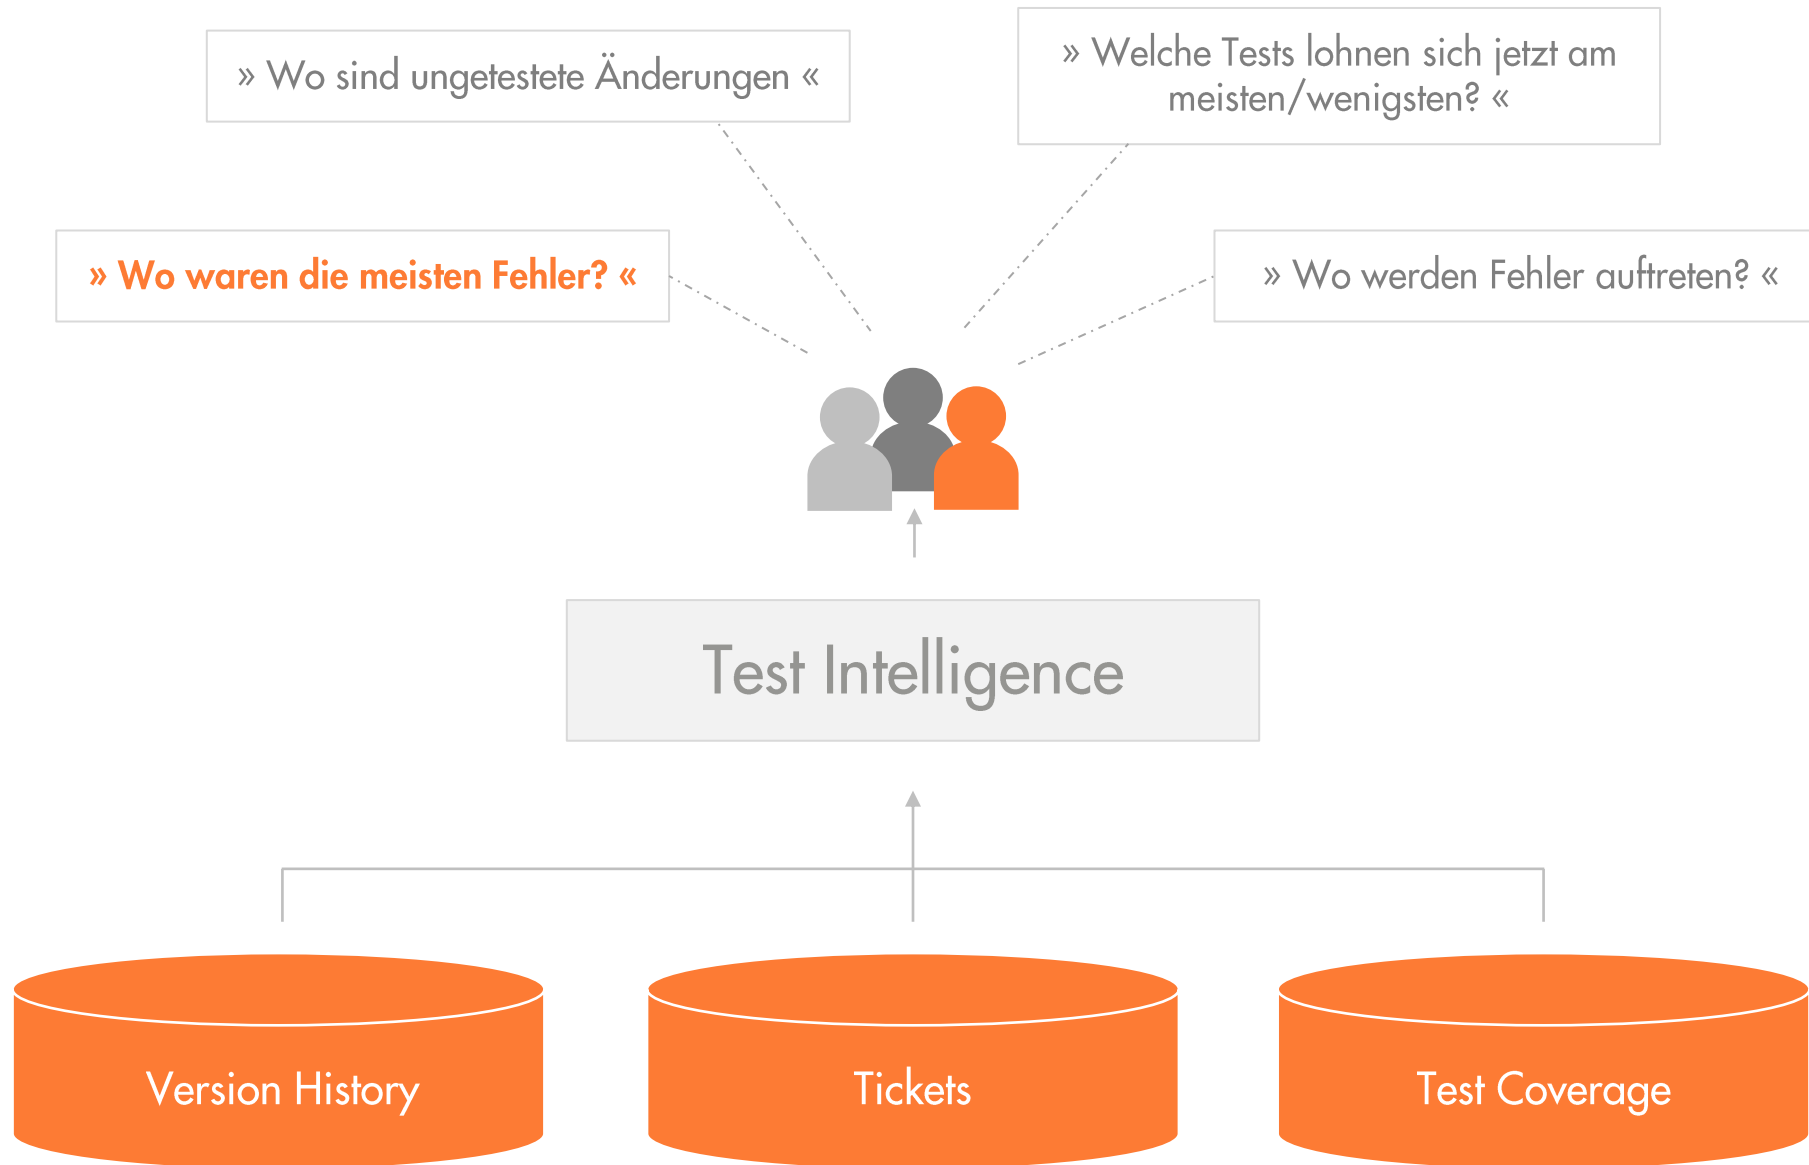 » Wo sind ungetestete Änderungen «
» Welche Tests lohnen sich jetzt am
meisten/wenigsten? «
» Wo waren die meisten Fehler? «
» Wo werden Fehler auftreten? «
Test Intelligence
Version History
Tickets
Test Coverage